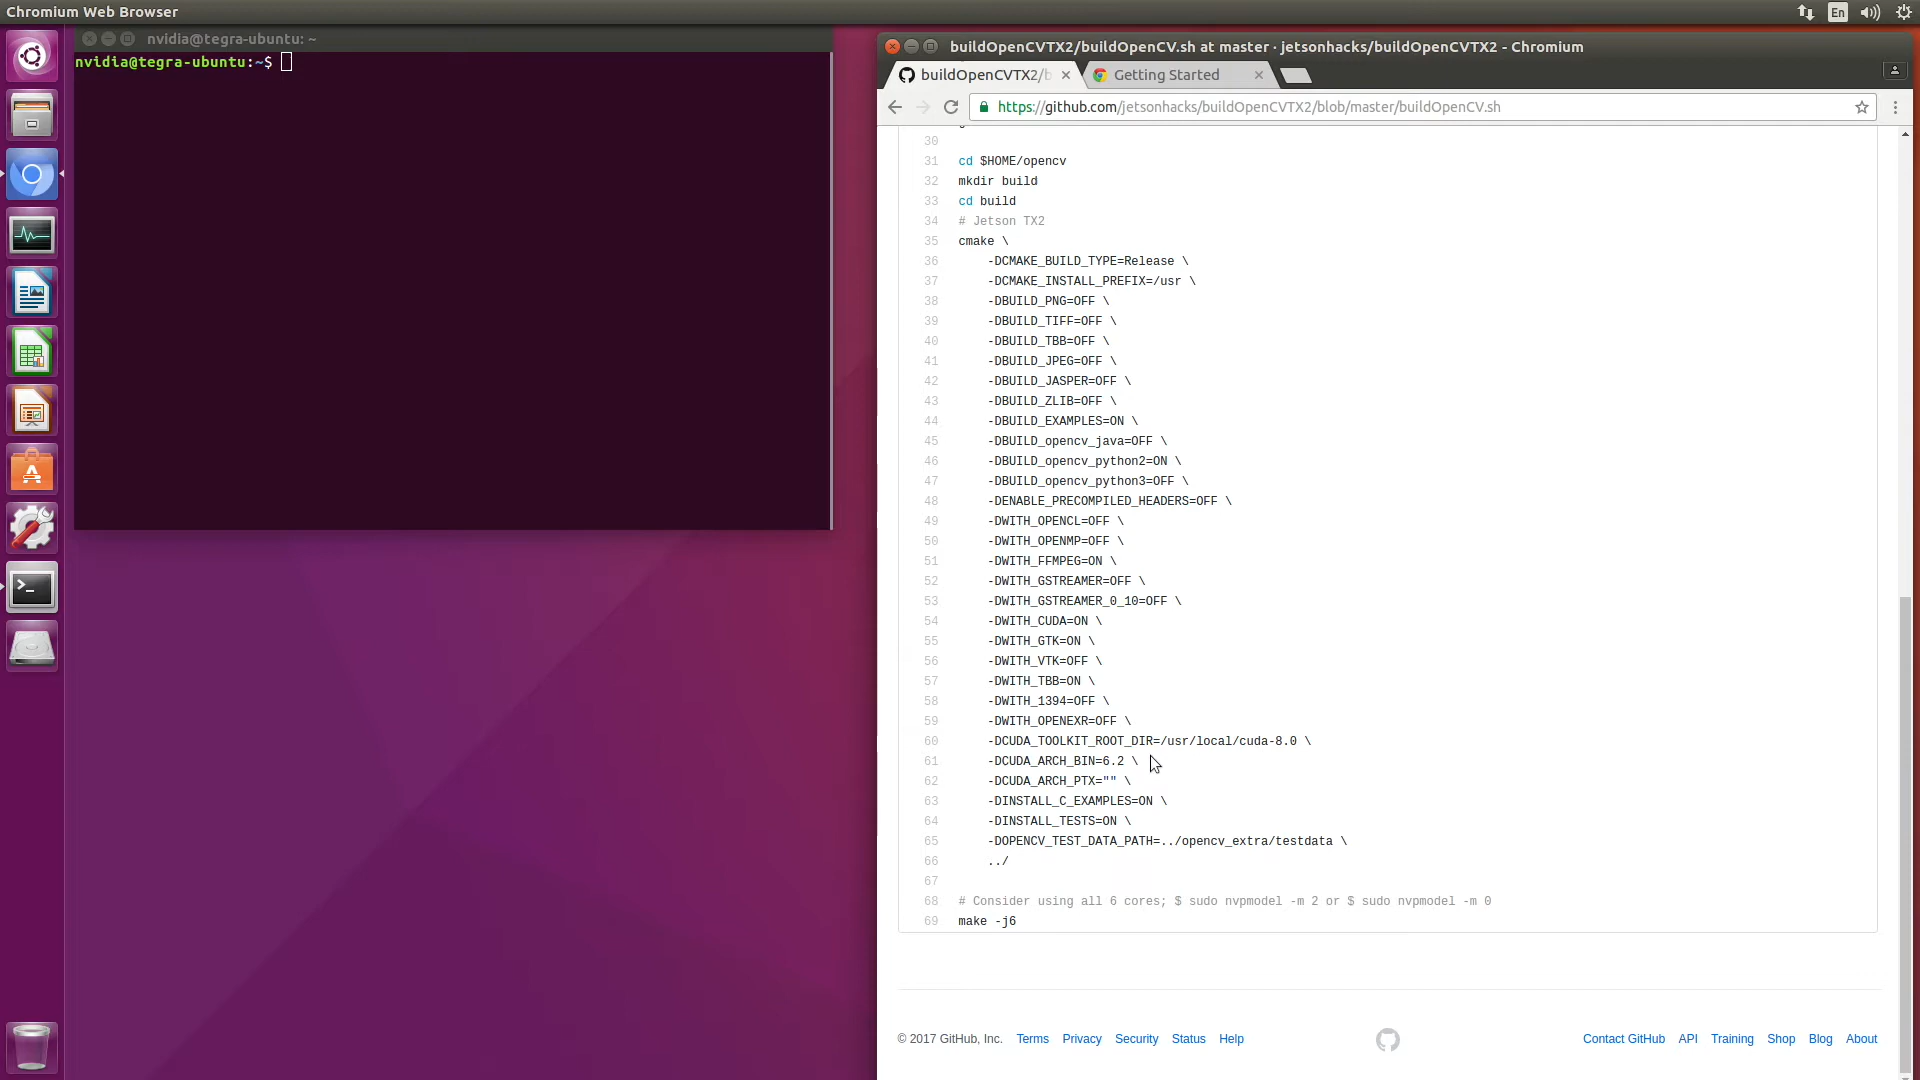 Chromium Web Browser
En
nvidia@tegra-ubuntu: ~
nvidia@tegra-ubuntu:~$
buildOpenCVTX2/buildOpenCV.sh at master · jetsonhacks/buildOpenCVTX2 - Chromium
buildOpenCVTX2/b
Getting Started
https://github.com/jetsonhacks/buildOpenCVTX2/blob/master/buildOpenCV.sh
30
31 cd $HOME/opencv
32 mkdir build
33 cd build
34 # Jetson TX2
35 cmake \
36 -DCMAKE_BUILD_TYPE=Release \
37 -DCMAKE_INSTALL_PREFIX=/usr \
38 -DBUILD_PNG=OFF \
39 -DBUILD_TIFF=OFF \
40 -DBUILD_TBB=OFF \
41 -DBUILD_JPEG=OFF \
42 -DBUILD_JASPER=OFF \
43 -DBUILD_ZLIB=OFF \
44 -DBUILD_EXAMPLES=ON \
45 -DBUILD_opencv_java=OFF \
46 -DBUILD_opencv_python2=ON \
47 -DBUILD_opencv_python3=OFF \
48 -DENABLE_PRECOMPILED_HEADERS=OFF \
49 -DWITH_OPENCL=OFF \
50 -DWITH_OPENMP=OFF \
51 -DWITH_FFMPEG=ON \
52 -DWITH_GSTREAMER=OFF \
53 -DWITH_GSTREAMER_0_10=OFF \
54 -DWITH_CUDA=ON \
55 -DWITH_GTK=ON \
56 -DWITH_VTK=OFF \
57 -DWITH_TBB=ON \
58 -DWITH_1394=OFF \
59 -DWITH_OPENEXR=OFF \
60 -DCUDA_TOOLKIT_ROOT_DIR=/usr/local/cuda-8.0 \
61 -DCUDA_ARCH_BIN=6.2 \
62 -DCUDA_ARCH_PTX="" \
63 -DINSTALL_C_EXAMPLES=ON \
64 -DINSTALL_TESTS=ON \
65 -DOPENCV_TEST_DATA_PATH=../opencv_extra/testdata \
66 ../
67
68 # Consider using all 6 cores; $ sudo nvpmodel -m 2 or $ sudo nvpmodel -m 0
69 make -j6
© 2017 GitHub, Inc. Terms Privacy Security Status Help
Contact GitHub API Training Shop Blog About